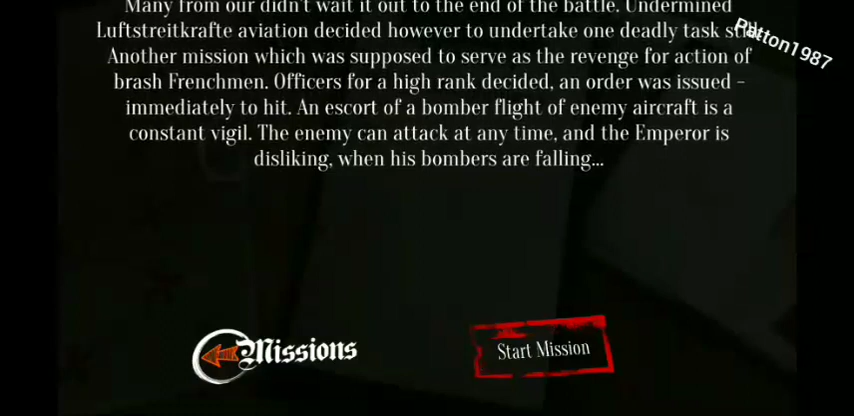 Many from our didn't wait it out to the end of the battle. Undermined
Luftstreitkrafte aviation decided however to undertake one deadly task still.
Another mission which was supposed to serve as the revenge for action of
brash Frenchmen. Officers for a high rank decided, an order was issued –
immediately to hit. An escort of a bomber flight of enemy aircraft is a
constant vigil. The enemy can attack at any time, and the Emperor is
disliking, when his bombers are falling...
Patton1987
Missions
Start Mission